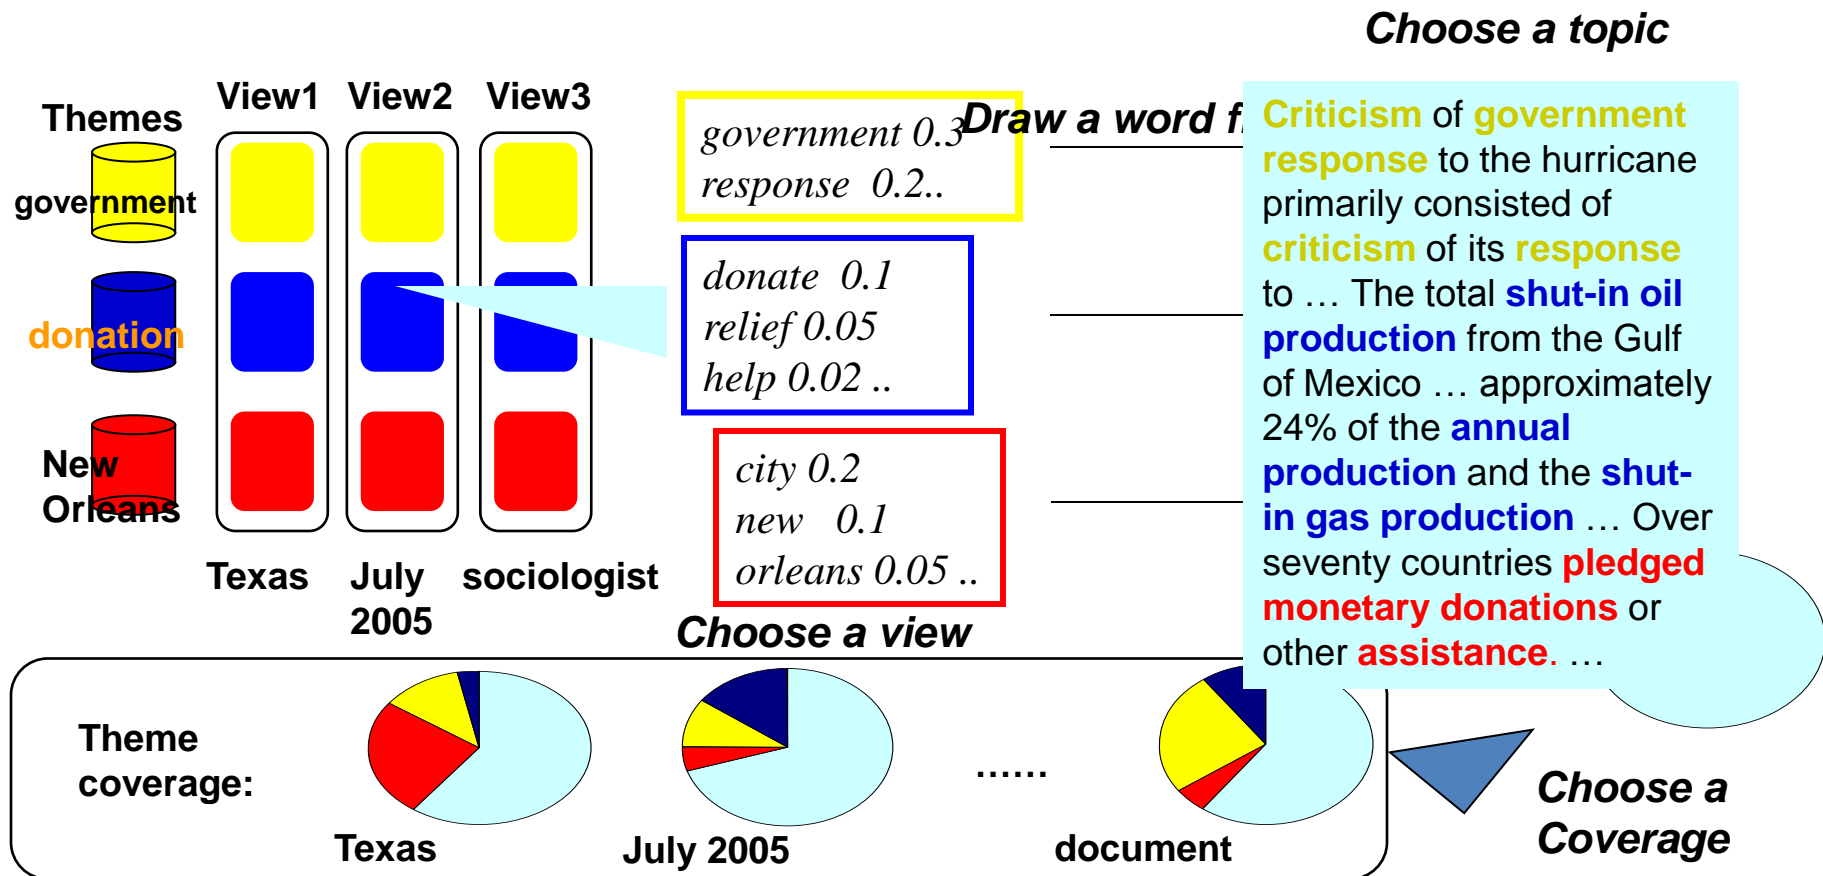 Choose a topic
View1 View2 View3
Themes
government
donation
New
Orleans
Texas July sociologist
2005
government 0.3
response 0.2..
donate 0.1
relief 0.05
help 0.02 ..
city 0.2
new 0.1
orleans 0.05 ..
Draw a word
Choose a view
Criticism of government
response to the hurricane
primarily consisted of
criticism of its response
to … The total shut-in oil
production from the Gulf
of Mexico … approximately
24% of the annual
production and the shut-
in gas production … Over
seventy countries pledged
monetary donations or
other assistance. …
Theme
coverage:
Texas
July 2005
……
document
Choose a
Coverage